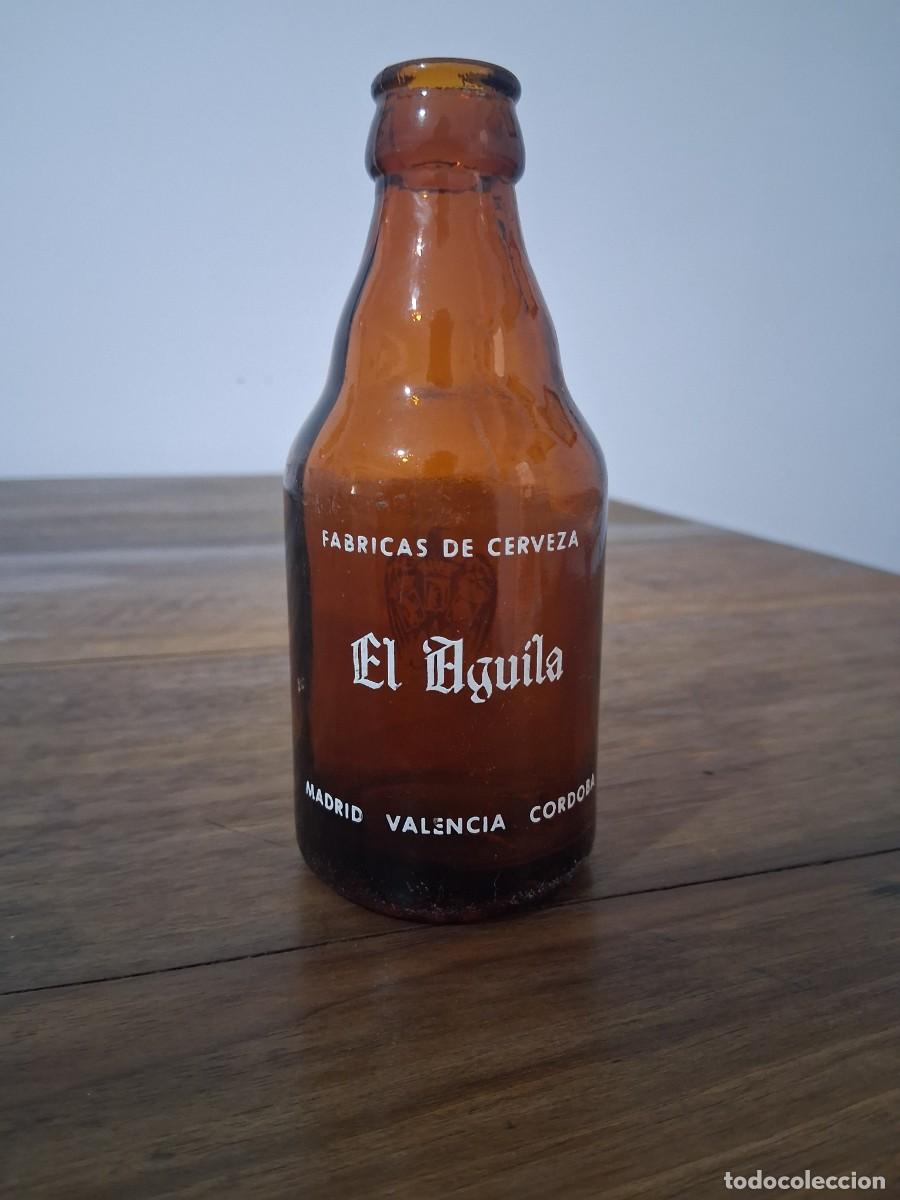 FABRICAS DE CERVEZA
El Aguila
MADRID VALENCIA CORDOBA
todocoleccion